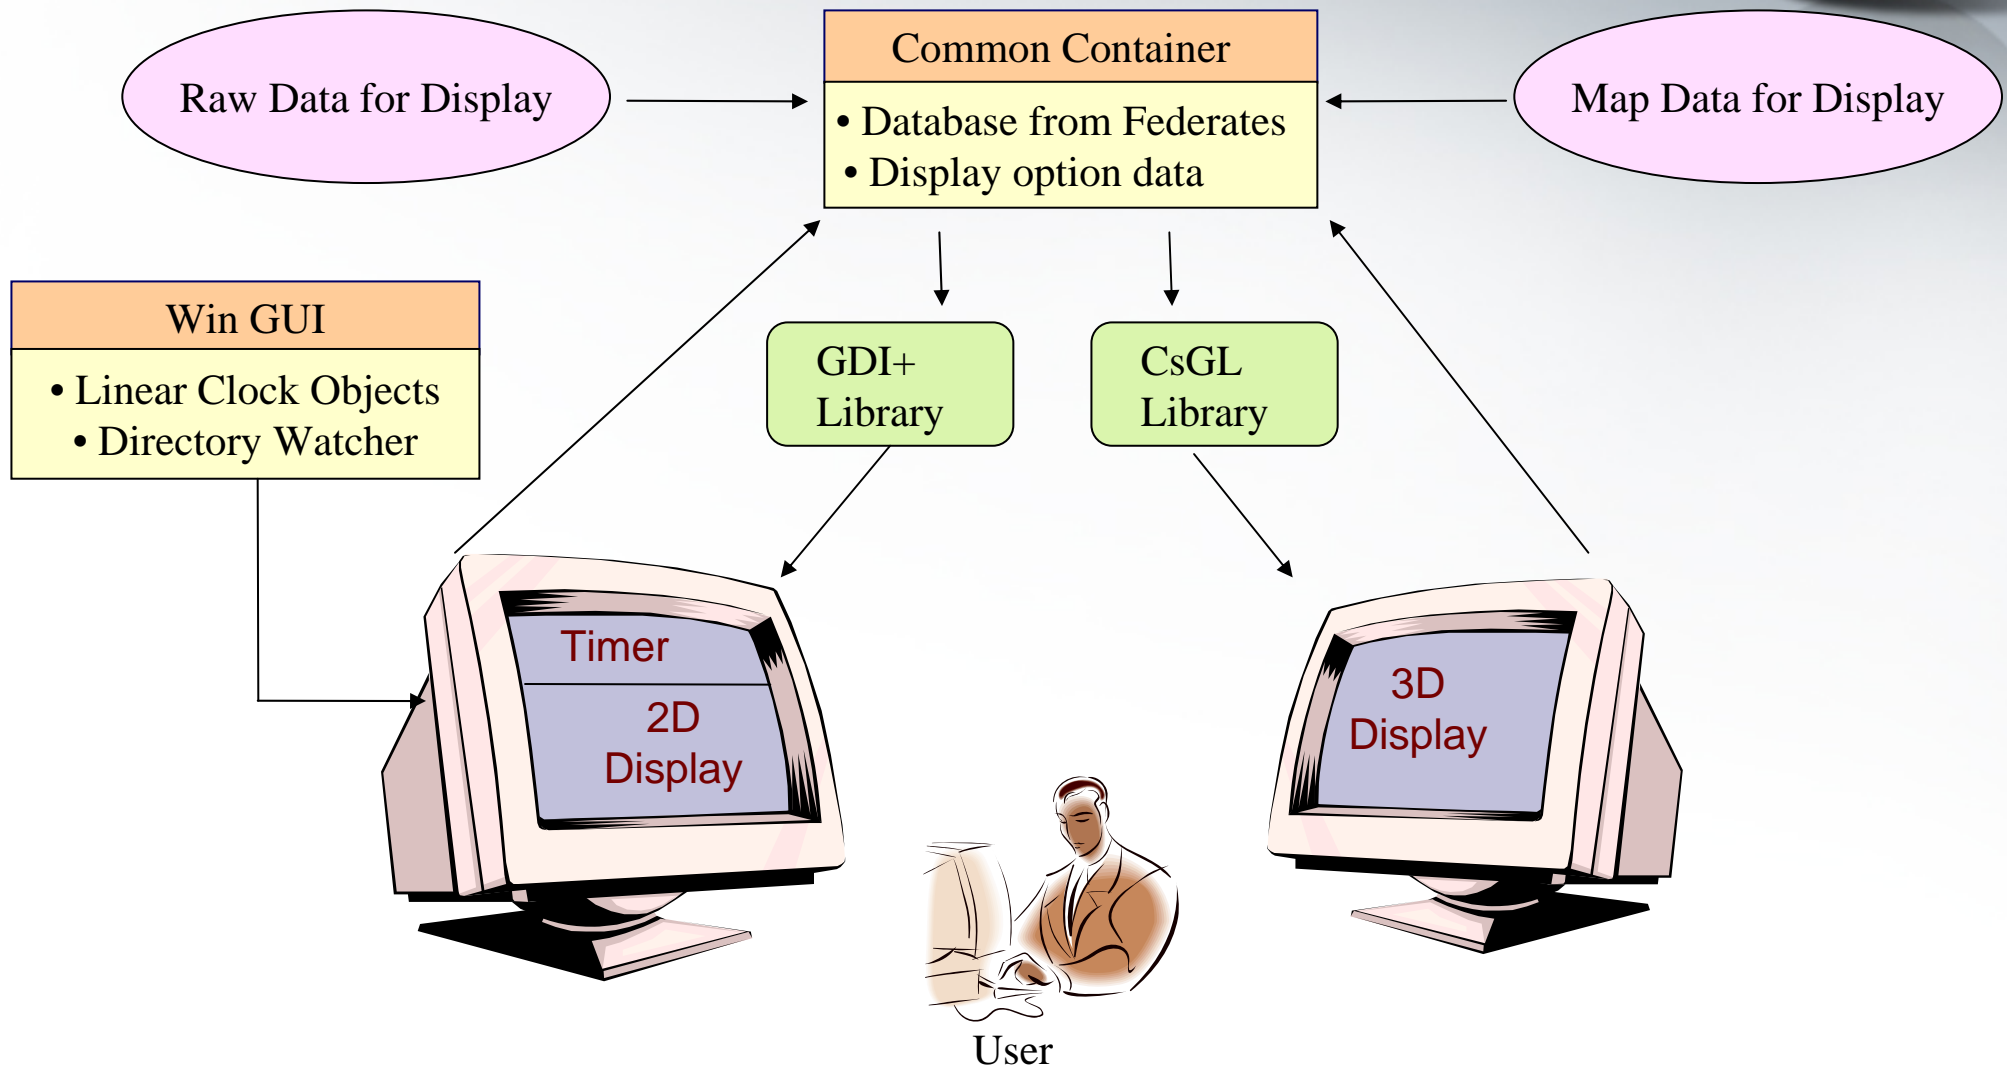 Raw Data for Display
Common Container
• Database from Federates
• Display option data
Map Data for Display
Win GUI
• Linear Clock Objects
• Directory Watcher
GDI+
Library
CsGL
Library
Timer
2D
Display
3D
Display
User